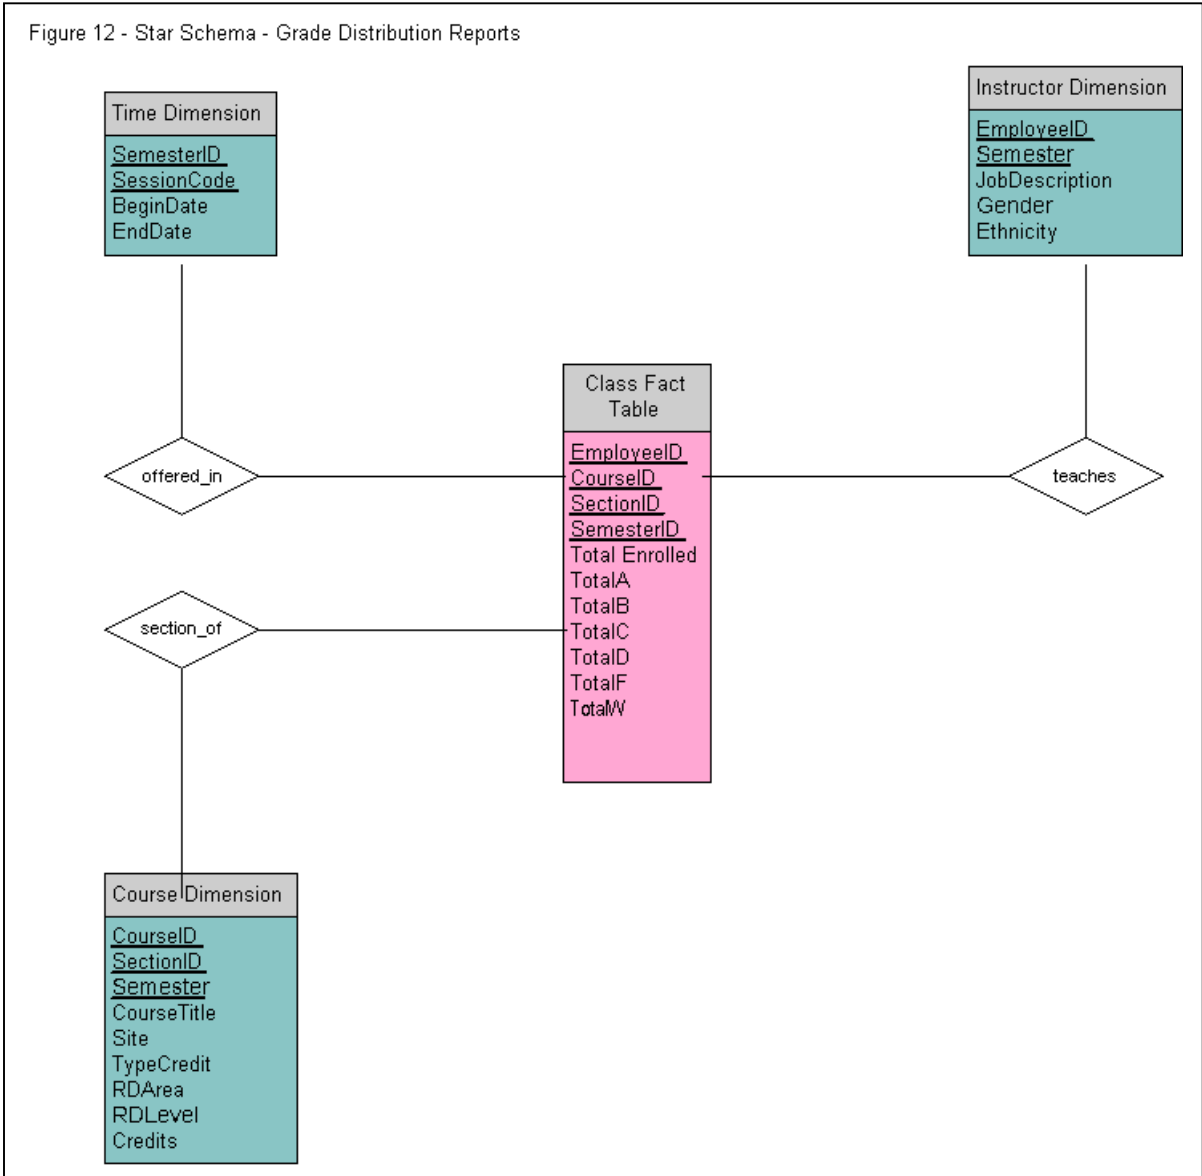 Figure 12 - Star Schema - Grade Distribution Reports
Time Dimension
SemesterID
SessionCode
BeginDate
EndDate
Instructor Dimension
EmployeeID
Semester
JobDescription
Gender
Ethnicity
offered_in
Class Fact
Table
EmployeeID
CourseID
SectionID
SemesterID
Total Enrolled
TotalA
TotalB
TotalC
TotalD
TotalF
TotalW
teaches
section_of
Course Dimension
CourseID
SectionID
Semester
CourseTitle
Site
TypeCredit
RDArea
RDLevel
Credits